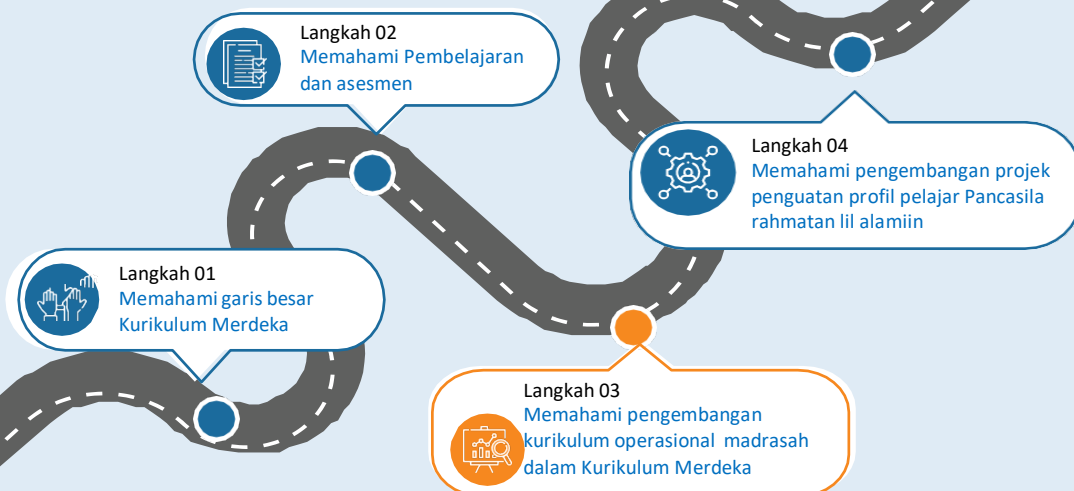 Langkah 01
Memahami garis besar
Kurikulum Merdeka
Langkah 02
Memahami Pembelajaran
dan asesmen
Langkah 03
Memahami pengembangan
kurikulum operasional madrasah
dalam Kurikulum Merdeka
Langkah 04
Memahami pengembangan projek
penguatan profil pelajar Pancasila
rahmatan lil alamiin